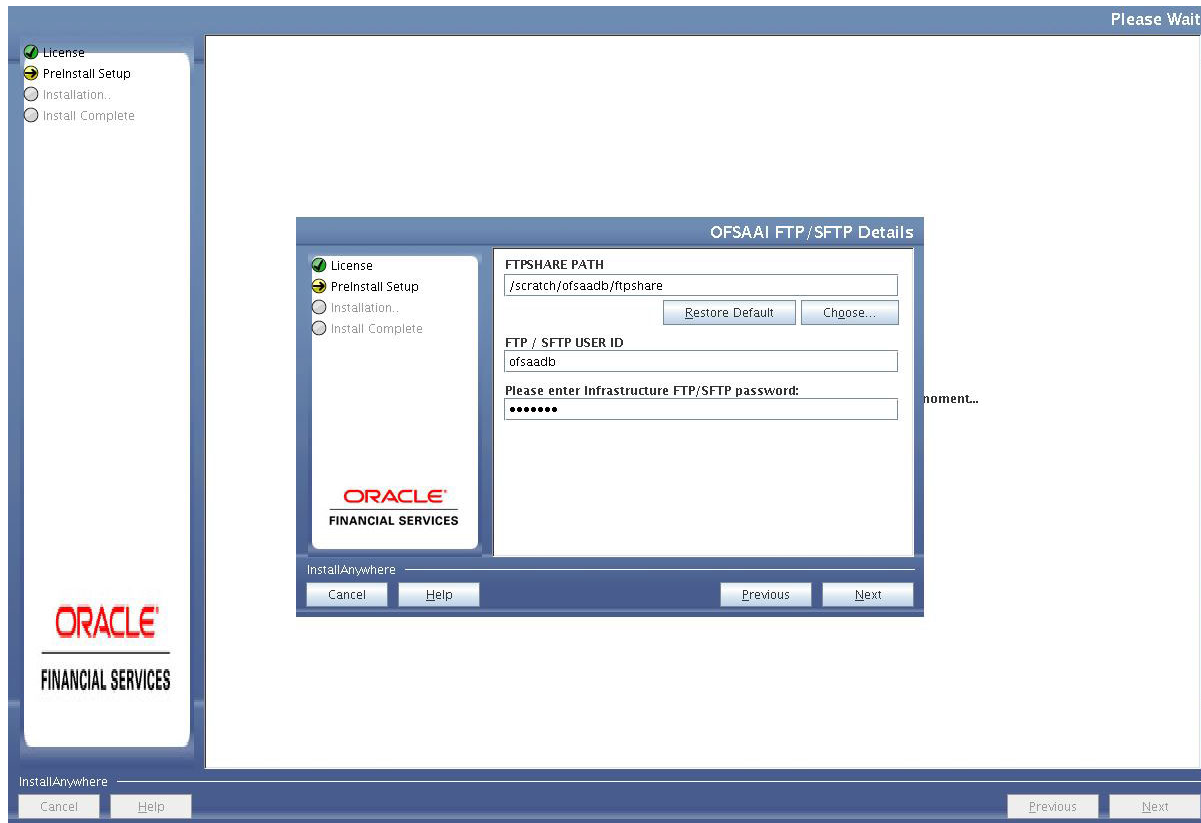 Please Wait
License
PreInstall Setup
Installation..
Install Complete
OFSAAI FTP/SFTP Details
License
PreInstall Setup
Installation..
Install Complete
FTPSHARE PATH
/scratch/ofsaadb/ftpshare
Restore Default
Choose...
FTP / SFTP USER ID
ofsaadb
Please enter Infrastructure FTP/SFTP password:
•••••••
moment...
ORACLE
FINANCIAL SERVICES
InstallAnywhere
Cancel
Help
Previous
Next
ORACLE
FINANCIAL SERVICES
InstallAnywhere
Cancel
Help
Previous
Next